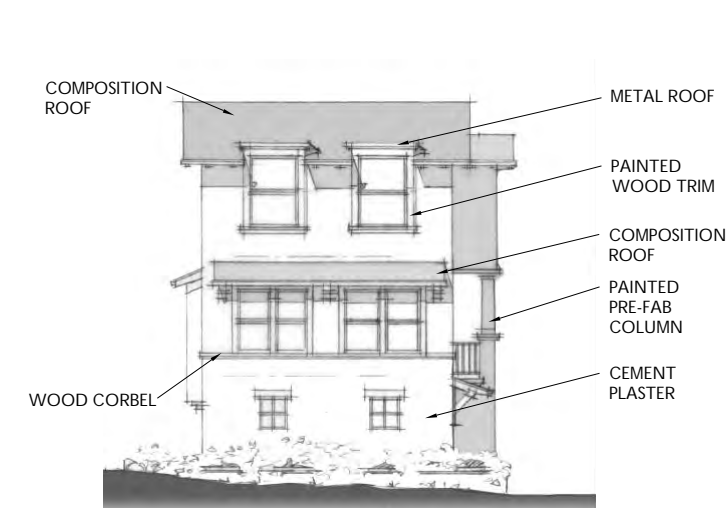 COMPOSITION
ROOF
METAL ROOF
PAINTED
WOOD TRIM
COMPOSITION
ROOF
PAINTED
PRE-FAB
COLUMN
WOOD CORBEL
CEMENT
PLASTER